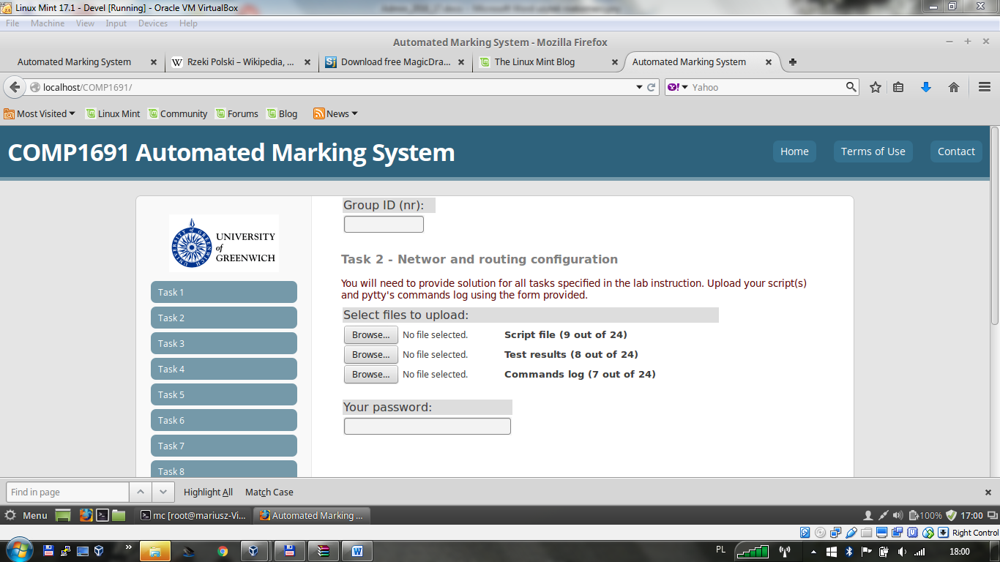 Linux Mint 17.1 - Devel [Running] - Oracle VM VirtualBox
File Machine View Input Devices Help
Automated Marking System - Mozilla Firefox
Automated Marking System
Rzeki Polski – Wikipedia, ...
Download free MagicDra...
The Linux Mint Blog
Automated Marking System
localhost/COMP1691/
Yahoo
Most Visited
Linux Mint
Community
Forums
Blog
News
COMP1691 Automated Marking System
Home
Terms of Use
Contact
UNIVERSITY
of
GREENWICH
Task 1
Task 2
Task 3
Task 4
Task 5
Task 6
Task 7
Task 8
Group ID (nr):
Task 2 - Networ and routing configuration
You will need to provide solution for all tasks specified in the lab instruction. Upload your script(s)
and pytty's commands log using the form provided.
Select files to upload:
Browse... No file selected. Script file (9 out of 24)
Browse... No file selected. Test results (8 out of 24)
Browse... No file selected. Commands log (7 out of 24)
Your password:
Find in page
Highlight All
Match Case
Menu
mc [root@mariusz-Vi...
Automated Marking ...
100%
17:00
Right Control
PL
18:00